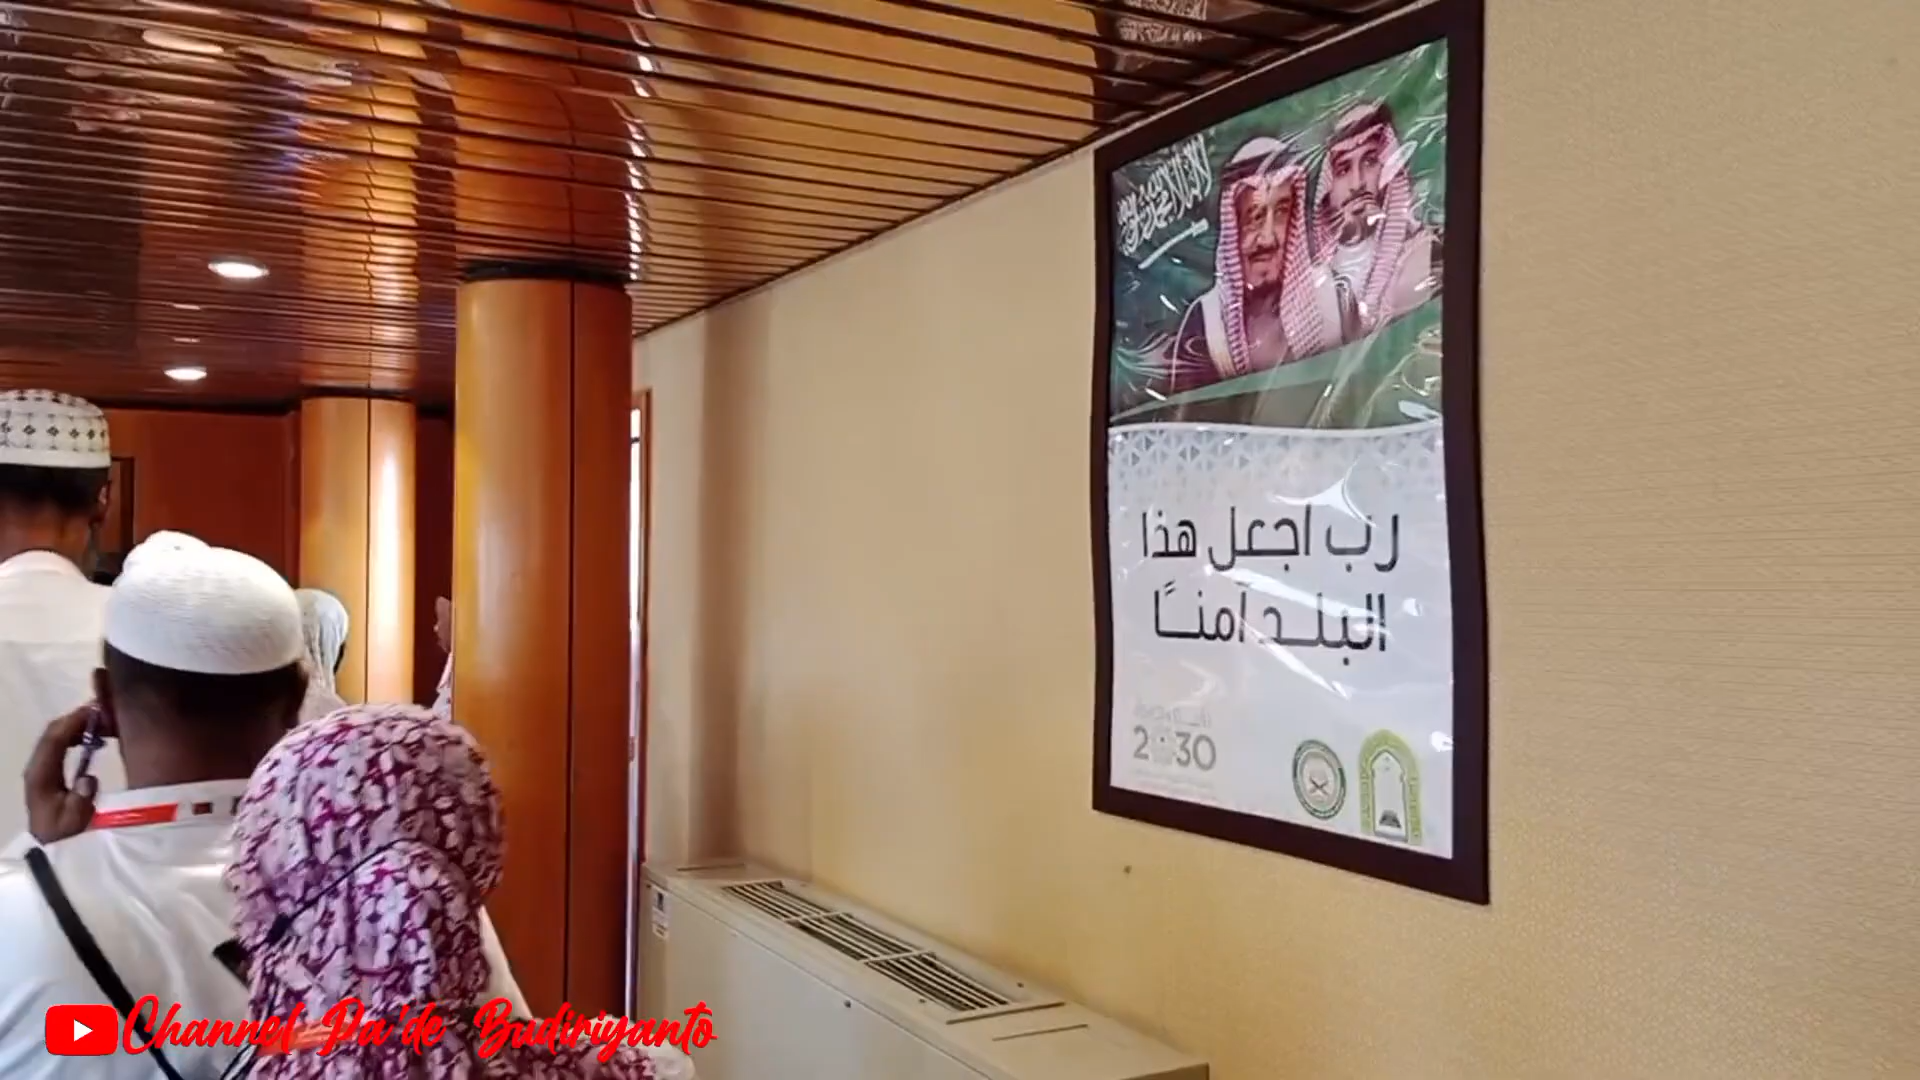 لا إله إلا الله محمد رسول الله
رب اجعل هذا
البلد آمنًا
2030
Channel Pa'de Budiriyanto